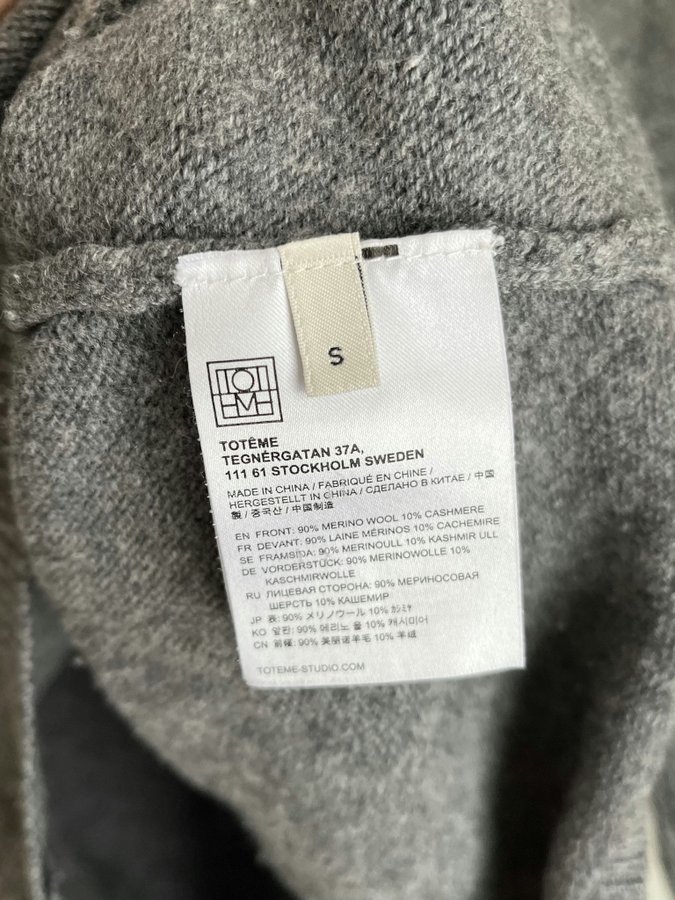 S
TOTEME
TOTÊME
TEGNÉRGATAN 37A,
111 61 STOCKHOLM SWEDEN
MADE IN CHINA / FABRIQUÉ EN CHINE /
HERGESTELLT IN CHINA / СДЕЛАНО В КИТАЕ / 中国
製 / 중국산 / 中国制造
EN FRONT: 90% MERINO WOOL 10% CASHMERE
FR DEVANT: 90% LAINE MÉRINOS 10% CACHEMIRE
SE FRAMSIDA: 90% MERINOULL 10% KASHMIR ULL
DE VORDERSTÜCK: 90% MERINOWOLLE 10%
KASCHMIRWOLLE
RU ЛИЦЕВАЯ СТОРОНА: 90% МЕРИНОСОВАЯ
ШЕРСТЬ 10% КАШЕМИР
JP 表: 90% メリノウール 10% カシミヤ
KO 앞판: 90% 메리노 울 10% 캐시미어
CN 前幅: 90% 美丽诺羊毛 10% 羊绒
TOTEME-STUDIO.COM